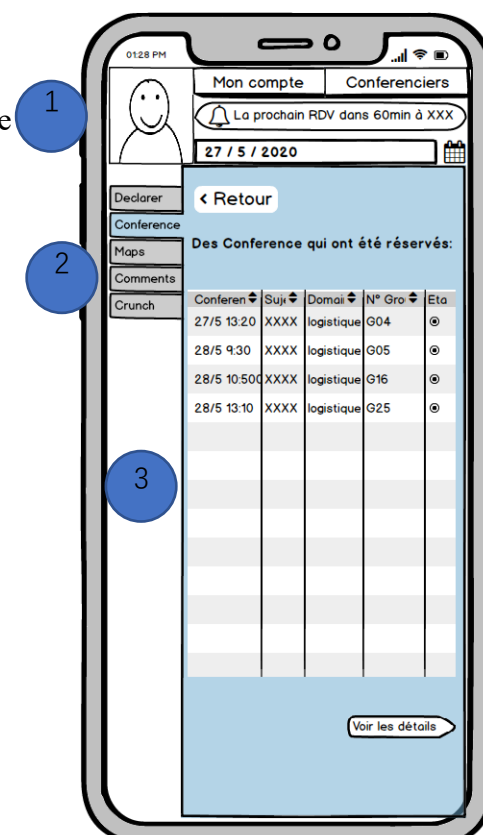 01:28 PM
Mon compte Conferenciers
e
1
La prochain RDV dans 60min à XXX
27 / 5 / 2020
Declarer
Conference
Maps
Comments
Crunch
2
< Retour
Des Conference qui ont été réservés:
Conferen Suj Domai N° Gro Eta
27/5 13:20 XXXX logistique G04
28/5 9:30 XXXX logistique G05
28/5 10:500 XXXX logistique G16
28/5 13:10 XXXX logistique G25
3
Voir les détails